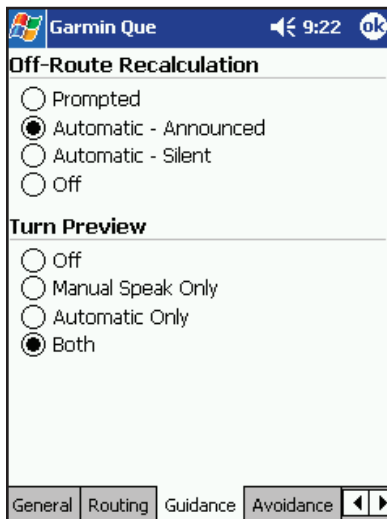 Garmin Que 9:22 ok
Off-Route Recalculation
Prompted
Automatic - Announced
Automatic - Silent
Off
Turn Preview
Off
Manual Speak Only
Automatic Only
Both
General Routing Guidance Avoidance